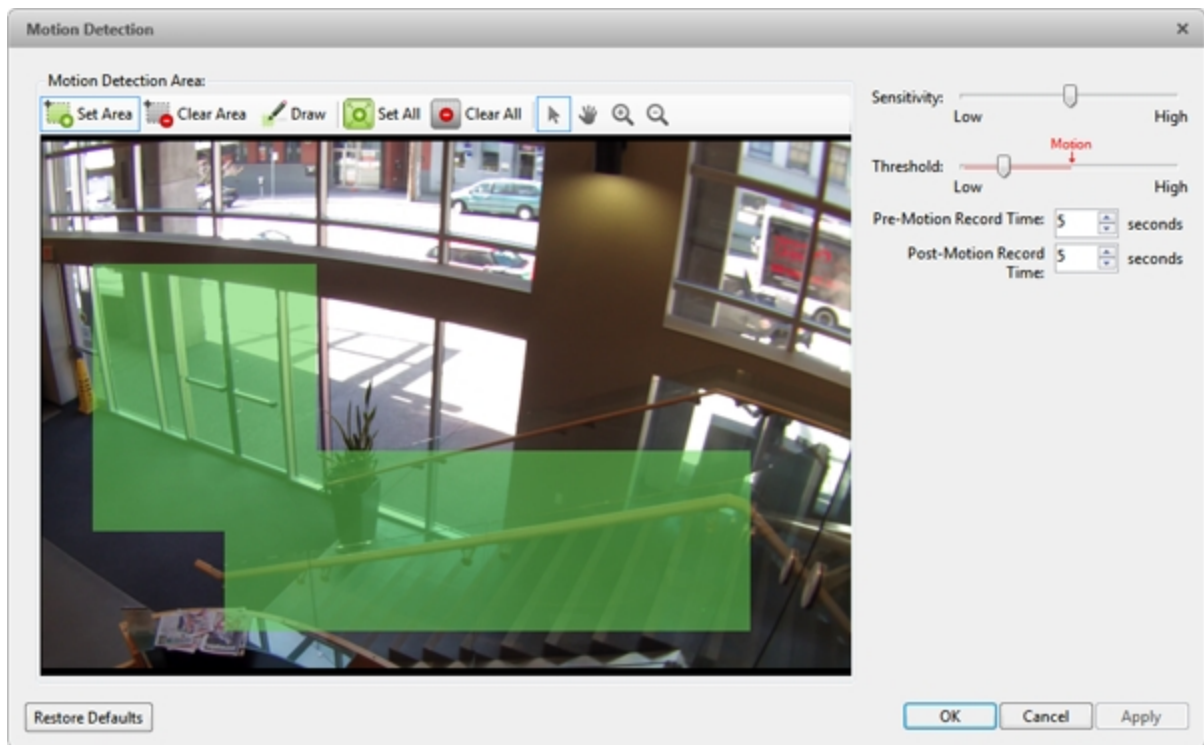 Motion Detection
Motion Detection Area:
Set Area Clear Area Draw Set All Clear All
Sensitivity:
Low High
Motion
Threshold:
Low High
Pre-Motion Record Time: 5 seconds
Post-Motion Record Time: 5 seconds
Restore Defaults
OK Cancel Apply